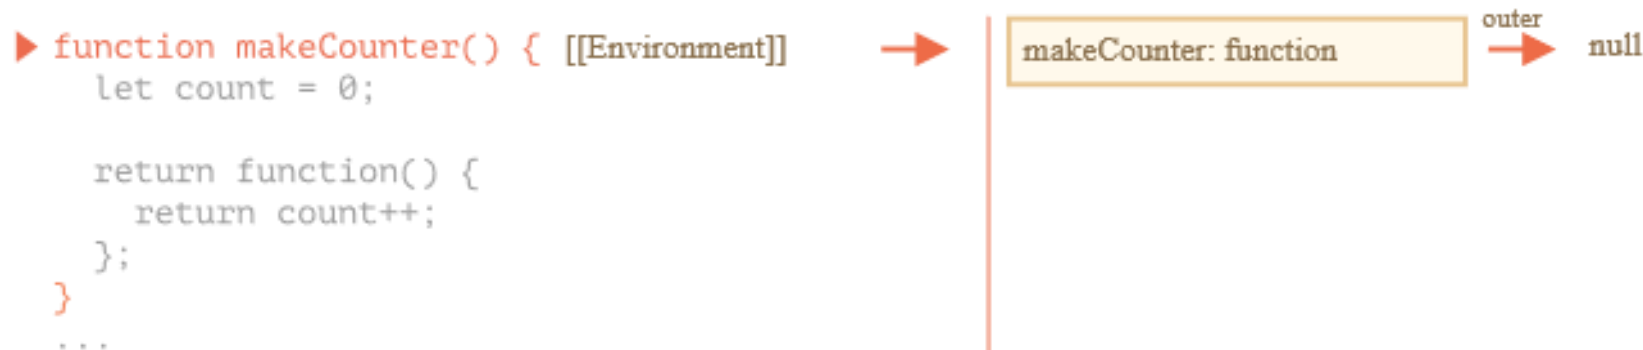 function makeCounter() { [[Environment]]
makeCounter: function
outer
null
  let count = 0;
  return function() {
    return count++;
  };
}
...